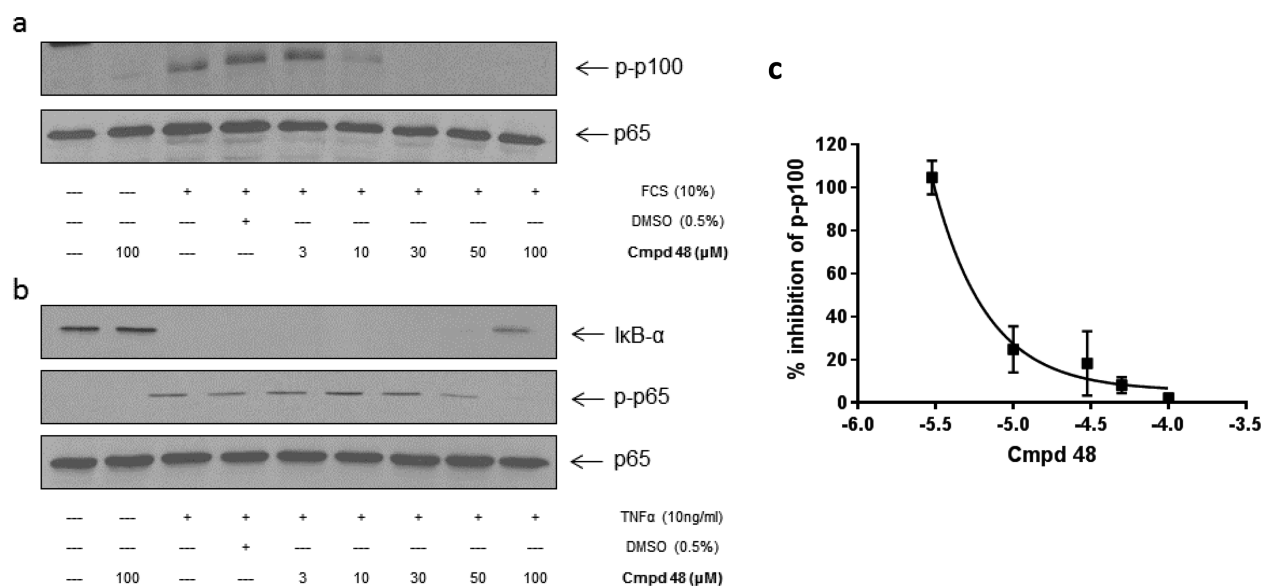 a
← p-p100
← p65
--- --- + + + + + + + FCS (10%)
--- --- --- + --- --- --- --- --- DMSO (0.5%)
--- 100 --- --- 3 10 30 50 100 Cmpd 48 (µM)
b
← IκB-α
← p-p65
← p65
--- --- + + + + + + + TNFα (10ng/ml)
--- --- --- + --- --- --- --- --- DMSO (0.5%)
--- 100 --- --- 3 10 30 50 100 Cmpd 48 (µM)
c
% inhibition of p-p100
120
100
80
60
40
20
0
-6.0 -5.5 -5.0 -4.5 -4.0 -3.5
Cmpd 48